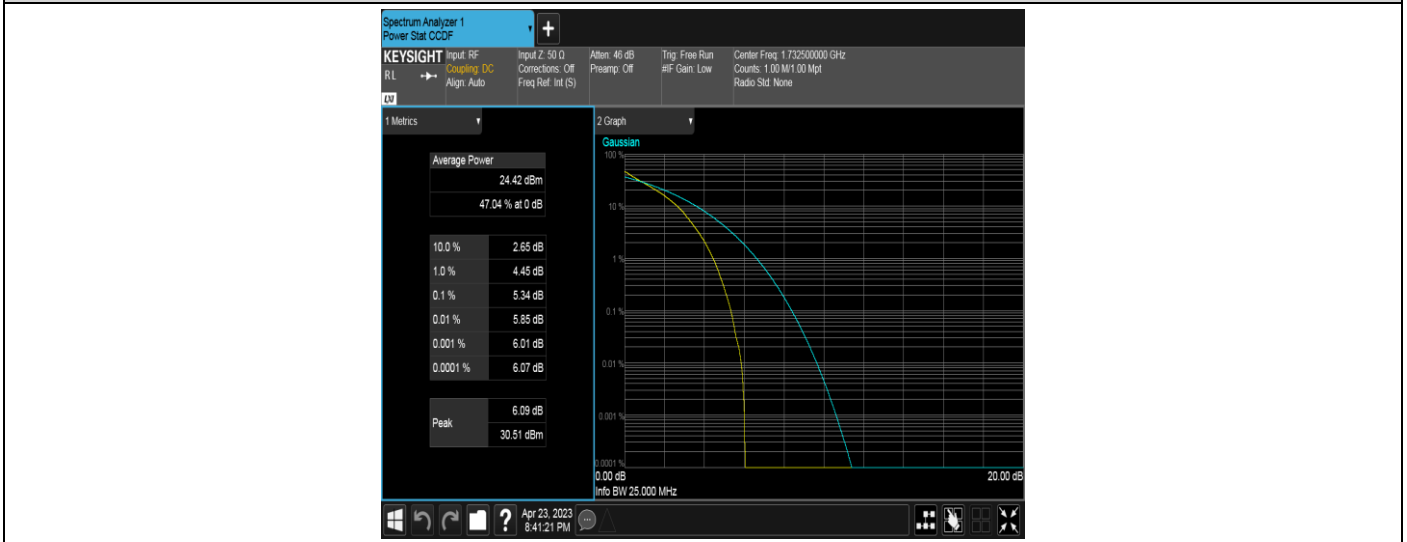 Spectrum Analyzer 1
Power Stat CCDF
+
KEYSIGHT Input: RF Input Z: 50 Ω Atten: 46 dB Trig: Free Run Center Freq: 1.732500000 GHz
RL Coupling: DC Corrections: Off Preamp: Off #IF Gain: Low Counts: 1.00 M/1.00 Mpt
Align: Auto Freq Ref: Int (S) Radio Std: None
LXI
1 Metrics
Average Power
24.42 dBm
47.04 % at 0 dB
10.0 % 2.65 dB
1.0 % 4.45 dB
0.1 % 5.34 dB
0.01 % 5.85 dB
0.001 % 6.01 dB
0.0001 % 6.07 dB
Peak 6.09 dB
30.51 dBm
2 Graph
Gaussian
100 %
10 %
1 %
0.1 %
0.01 %
0.001 %
0.0001 %
0.00 dB 20.00 dB
Info BW 25.000 MHz
? Apr 23, 2023
8:41:21 PM